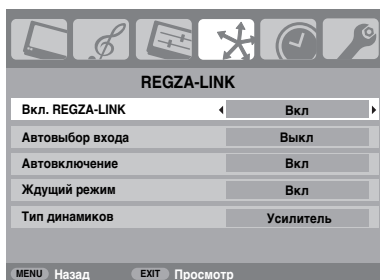 REGZA-LINK
Вкл. REGZA-LINK Вкл
Автовыбор входа Выкл
Автовключение Вкл
Ждущий режим Вкл
Тип динамиков Усилитель
MENU Назад EXIT Просмотр